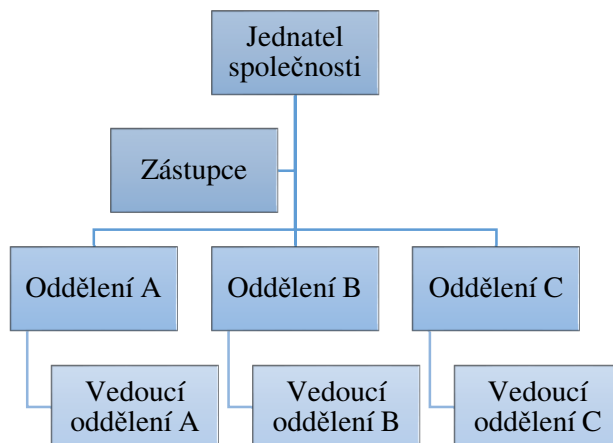 Jednatel
společnosti
Zástupce
Oddělení A
Oddělení B
Oddělení C
Vedoucí
oddělení A
Vedoucí
oddělení B
Vedoucí
oddělení C